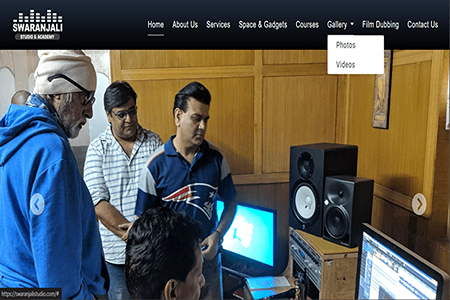 SWARANJALI
STUDIO & ACADEMY
Home About Us Services Space & Gadgets Courses Gallery Film Dubbing Contact Us
Photos
Videos
https://swaranjalistudio.com/#